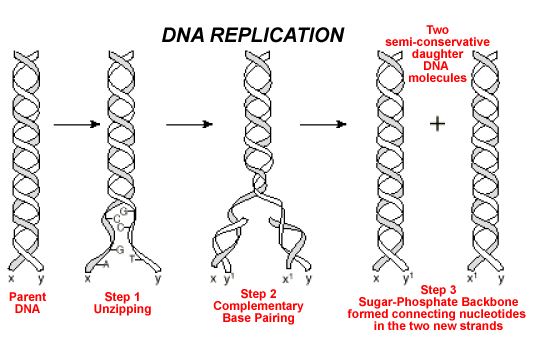 DNA REPLICATION
Two
semi-conservative
daughter
DNA
molecules
+
G
C
C
G
A
T
x y
x y
x y¹ x¹ y
x y¹
x¹ y
Parent
DNA
Step 1
Unzipping
Step 2
Complementary
Base Pairing
Step 3
Sugar-Phosphate Backbone
formed connecting nucleotides
in the two new strands